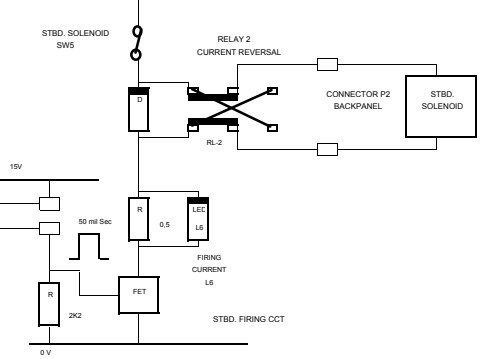 STBD. SOLENOID
SW5
RELAY 2
CURRENT REVERSAL
D
CONNECTOR P2
BACKPANEL
STBD.
SOLENOID
RL-2
15V
50 mil Sec
R
0,5
LED
L6
FIRING
CURRENT
L6
R
2K2
FET
STBD. FIRING CCT
0 V